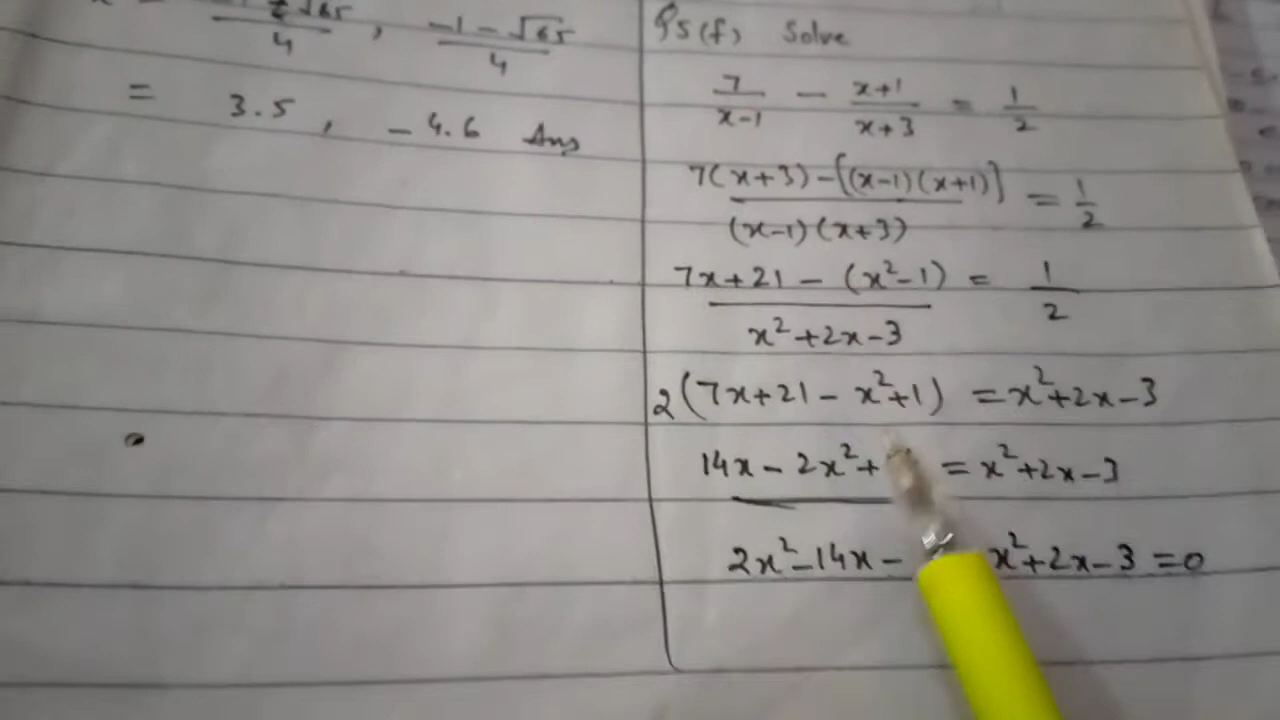 -1 - √65 / 4
= 3.5 , - 4.6 Ans
Q5(f) Solve
7/(x-1) - (x+1)/(x+3) = 1/2
7(x+3)-[(x-1)(x+1)] / (x-1)(x+3) = 1/2
7x+21 - (x²-1) / x²+2x-3 = 1/2
2(7x+21-x²+1) = x²+2x-3
14x - 2x²+ = x²+2x-3
2x²-14x- x²+2x-3 =0